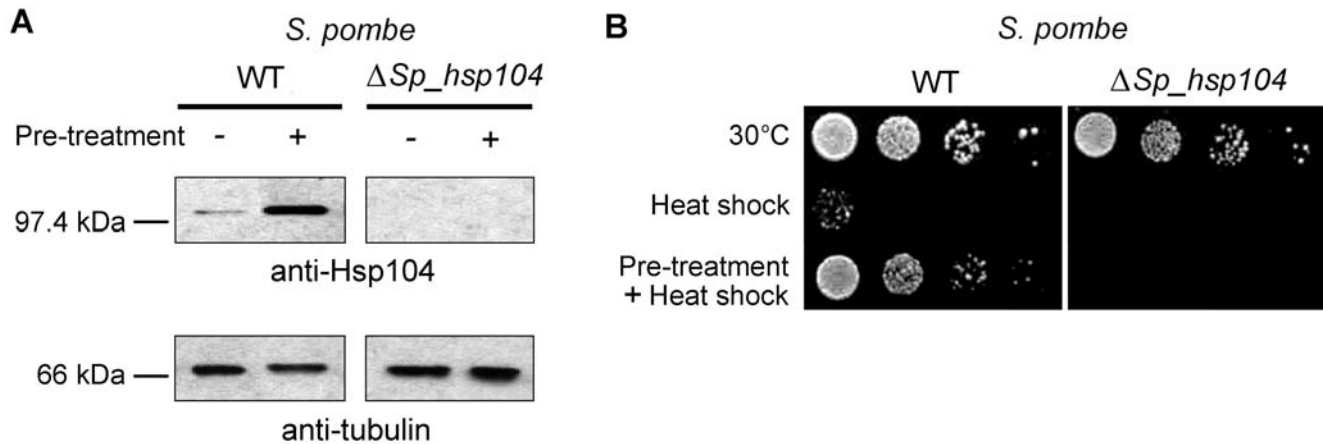 A
S. pombe
WT
ΔSp_hsp104
Pre-treatment - + - +
97.4 kDa
anti-Hsp104
66 kDa
anti-tubulin
B
S. pombe
WT
ΔSp_hsp104
30°C
Heat shock
Pre-treatment
+ Heat shock